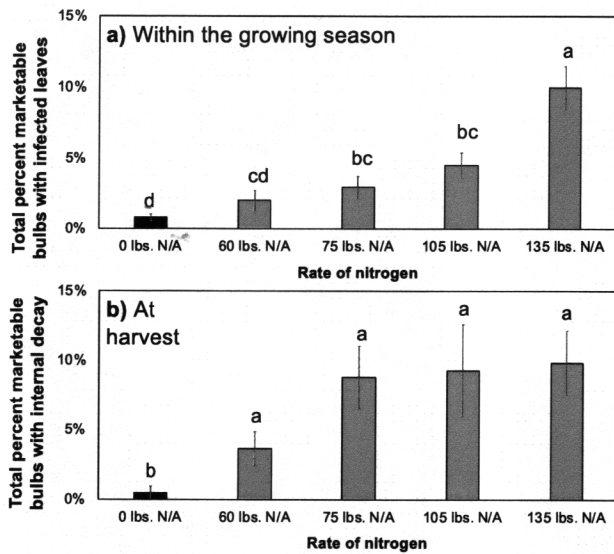 Total percent marketable
bulbs with infected leaves
15%
10%
5%
0%
a) Within the growing season
d
cd
bc
bc
a
0 lbs. N/A
60 lbs. N/A
75 lbs. N/A
105 lbs. N/A
135 lbs. N/A
Rate of nitrogen
Total percent marketable
bulbs with internal decay
15%
10%
5%
0%
b) At
harvest
b
a
a
a
a
0 lbs. N/A
60 lbs. N/A
75 lbs. N/A
105 lbs. N/A
135 lbs. N/A
Rate of nitrogen